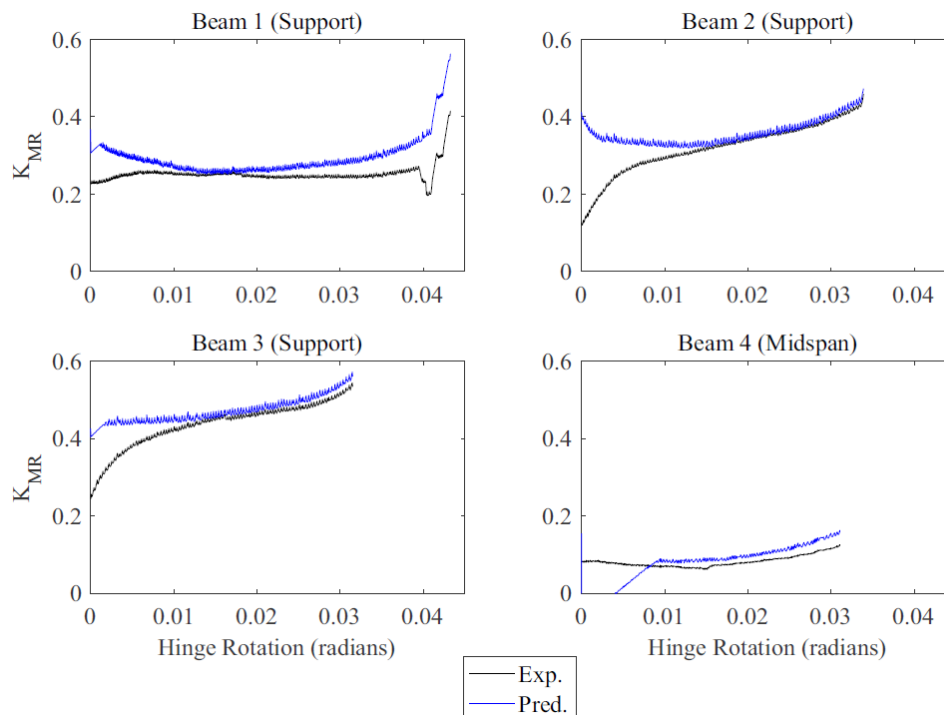 Beam 1 (Support)
Beam 2 (Support)
0.6
0.4
0.2
0
K_MR
0 0.01 0.02 0.03 0.04
0.6
0.4
0.2
0
0 0.01 0.02 0.03 0.04
Beam 3 (Support)
Beam 4 (Midspan)
0.6
0.4
0.2
0
K_MR
0 0.01 0.02 0.03 0.04
Hinge Rotation (radians)
0.6
0.4
0.2
0
0 0.01 0.02 0.03 0.04
Hinge Rotation (radians)
Exp.
Pred.